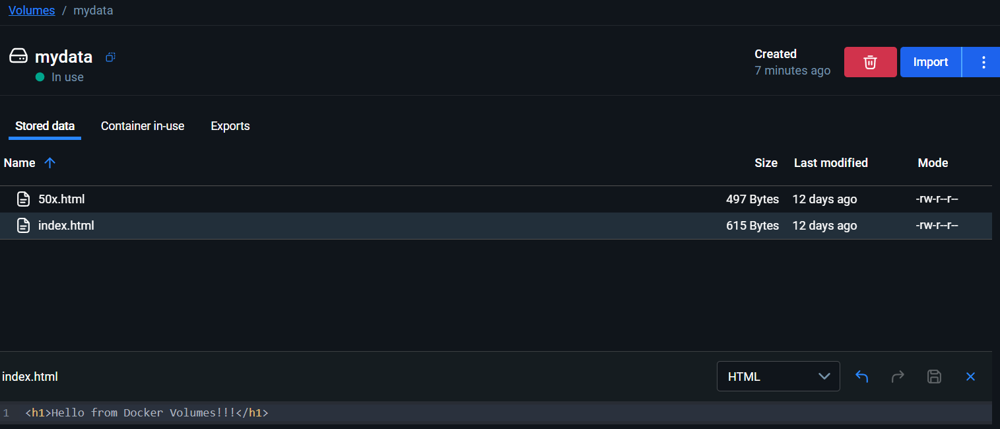 Volumes / mydata
mydata
In use
Created
7 minutes ago
Import
Stored data Container in-use Exports
Name Size Last modified Mode
50x.html 497 Bytes 12 days ago -rw-r--r--
index.html 615 Bytes 12 days ago -rw-r--r--
index.html HTML
1 <h1>Hello from Docker Volumes!!!</h1>